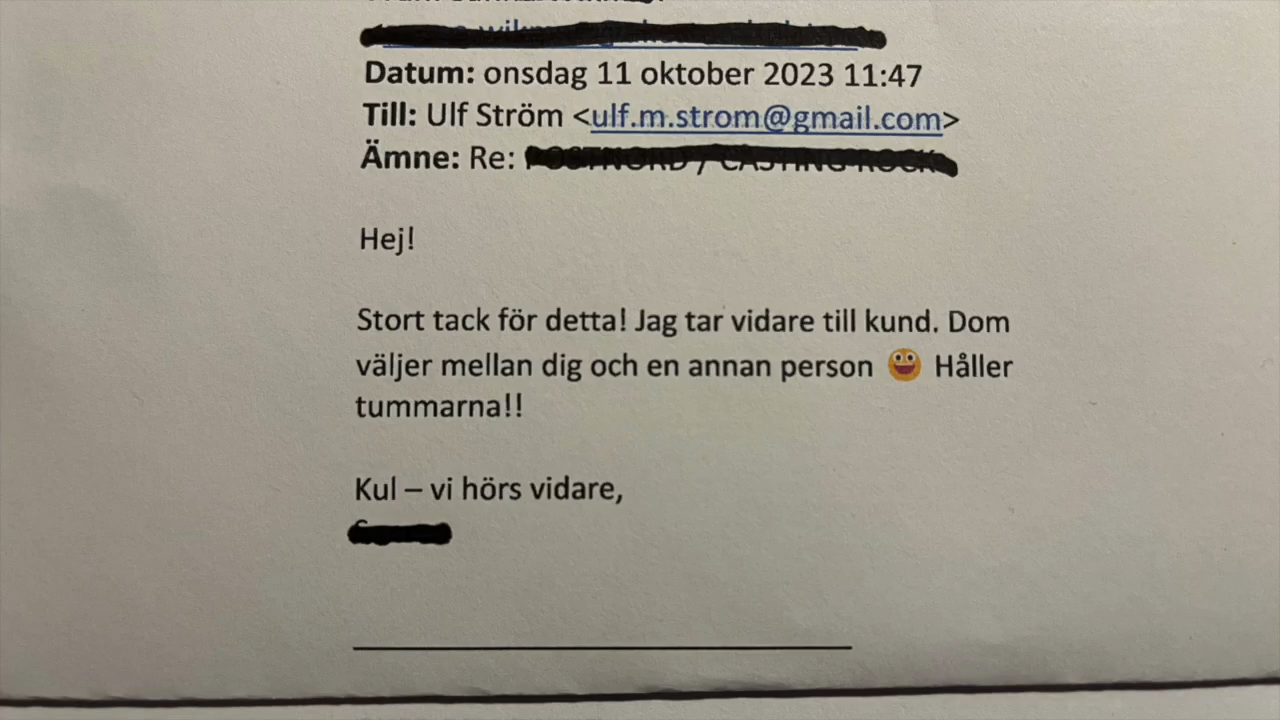 Datum: onsdag 11 oktober 2023 11:47
Till: Ulf Ström <ulf.m.strom@gmail.com>
Ämne: Re:
Hej!
Stort tack för detta! Jag tar vidare till kund. Dom
väljer mellan dig och en annan person 😀 Håller
tummarna!!
Kul – vi hörs vidare,